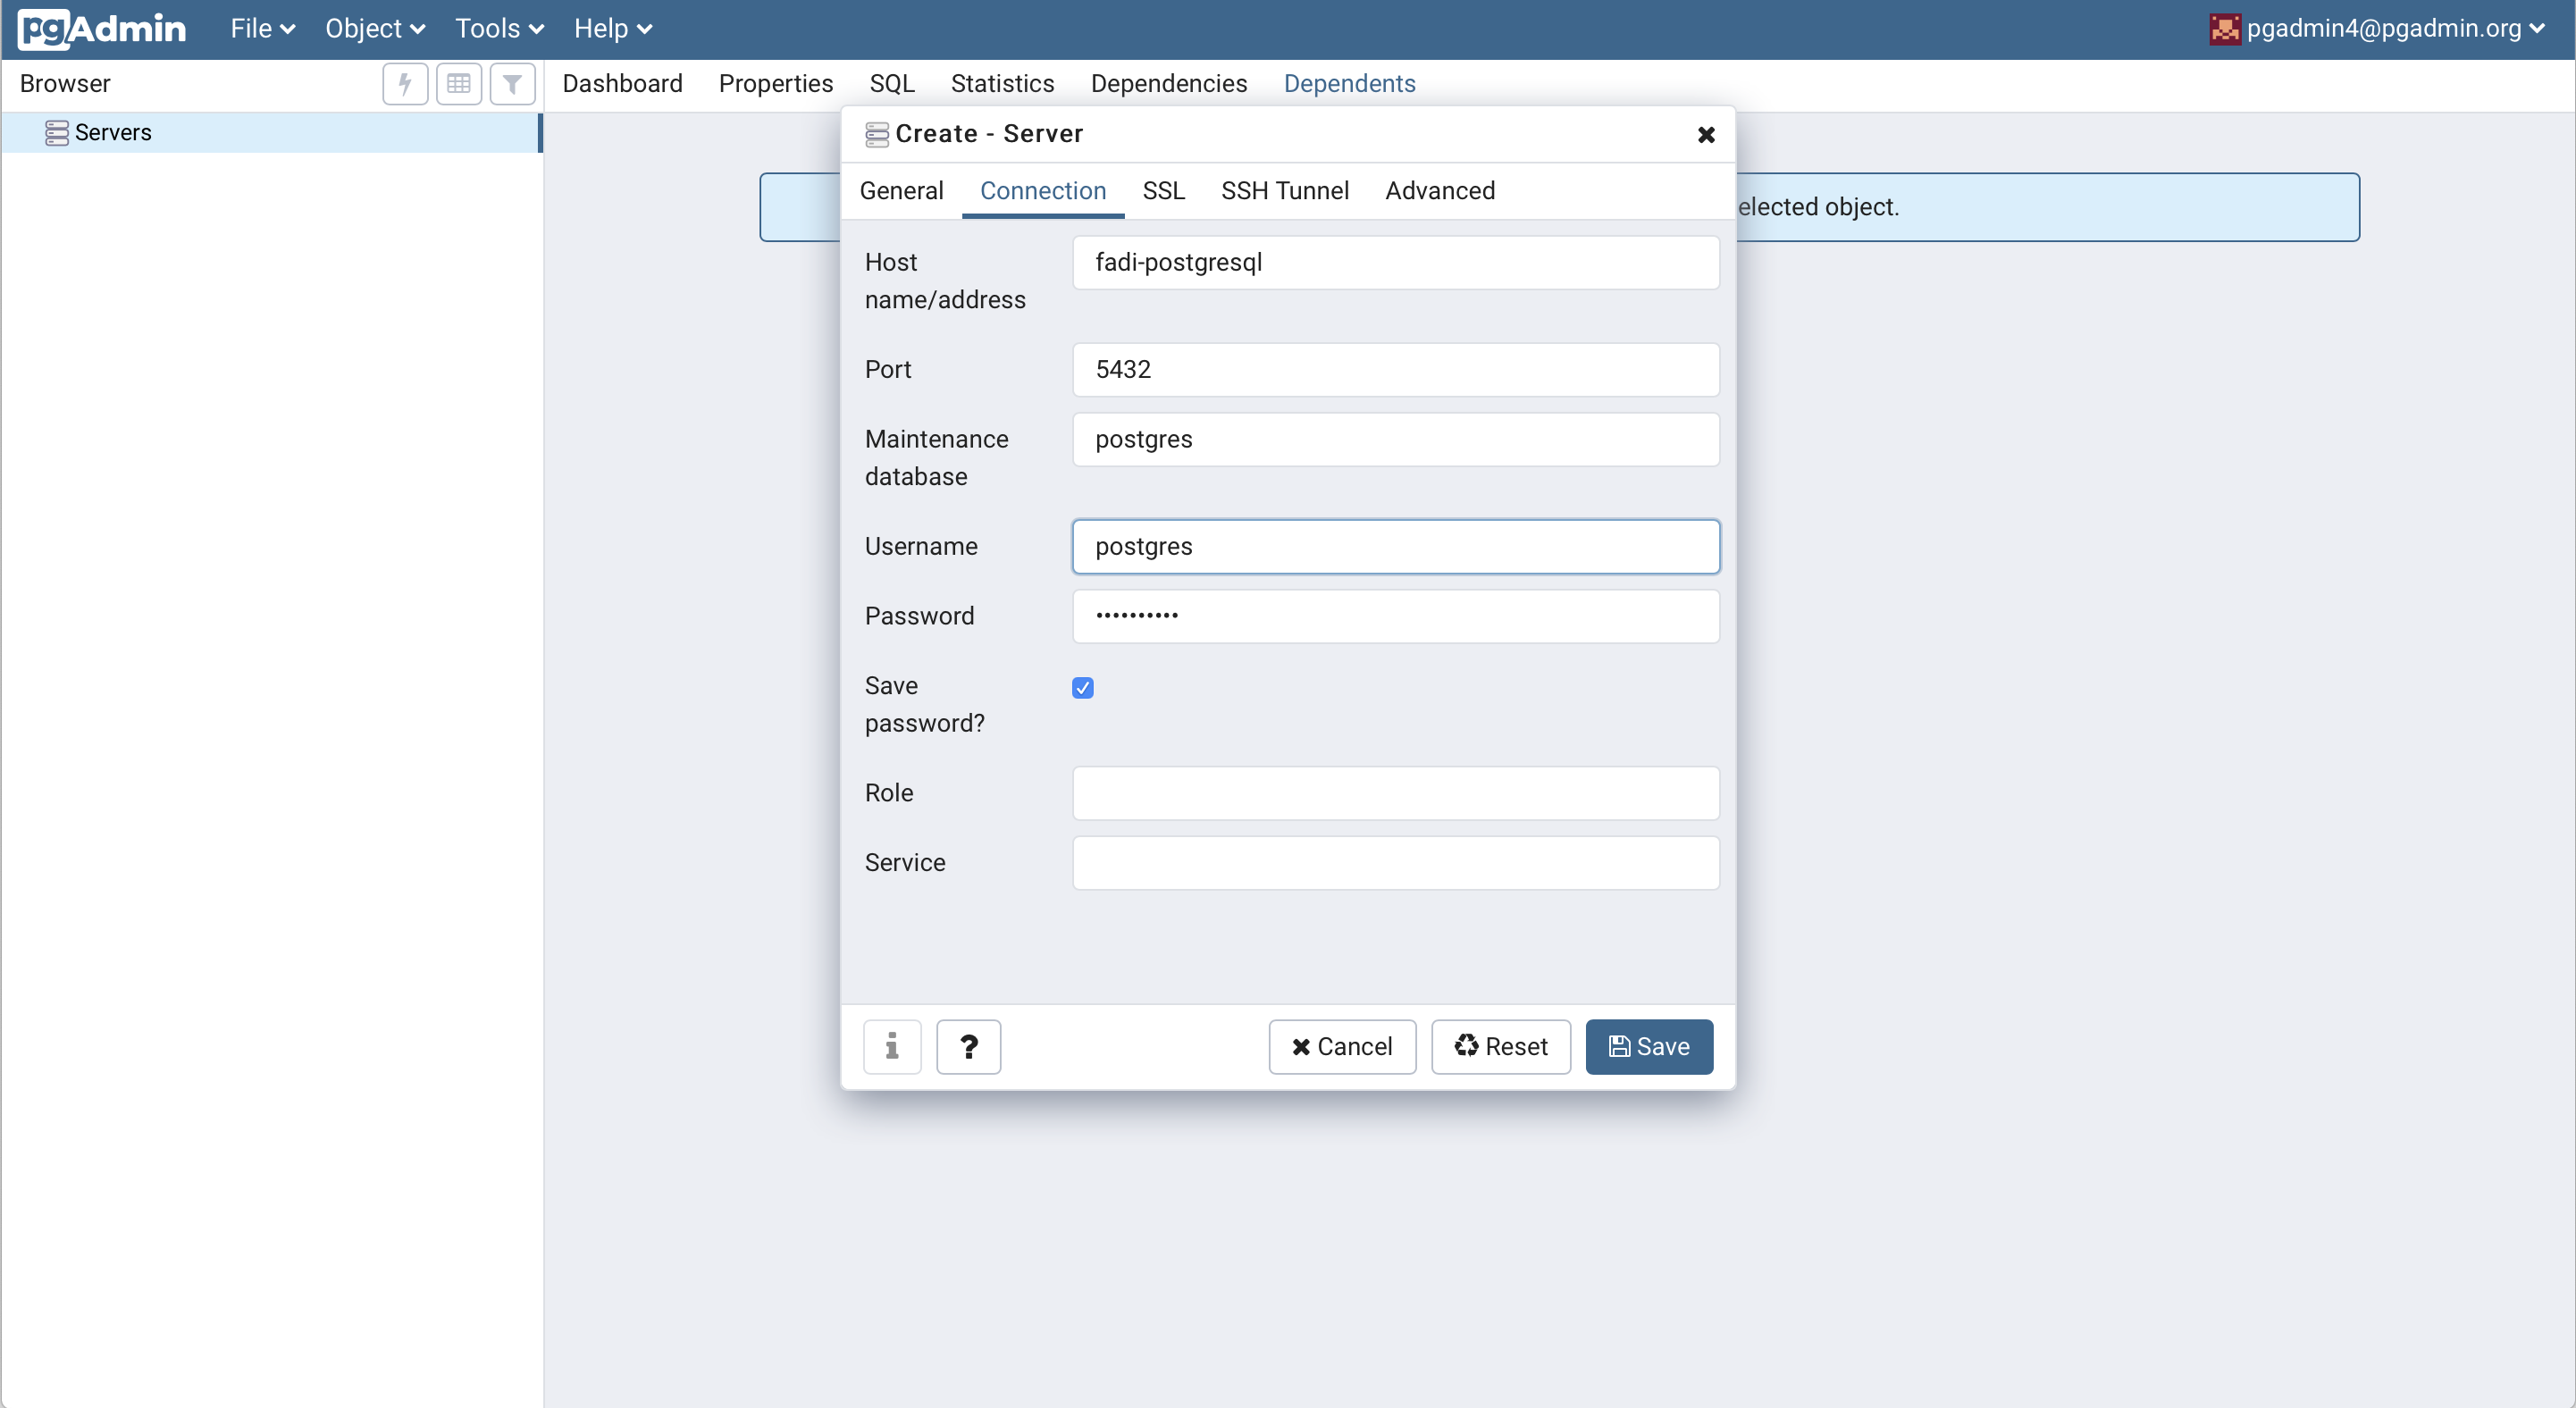 pgAdmin File Object Tools Help pgadmin4@pgadmin.org
Browser Dashboard Properties SQL Statistics Dependencies Dependents
Servers
Create - Server
General Connection SSL SSH Tunnel Advanced
elected object.
Host name/address fadi-postgresql
Port 5432
Maintenance database postgres
Username postgres
Password ••••••••••
Save password?
Role
Service
i ? Cancel Reset Save